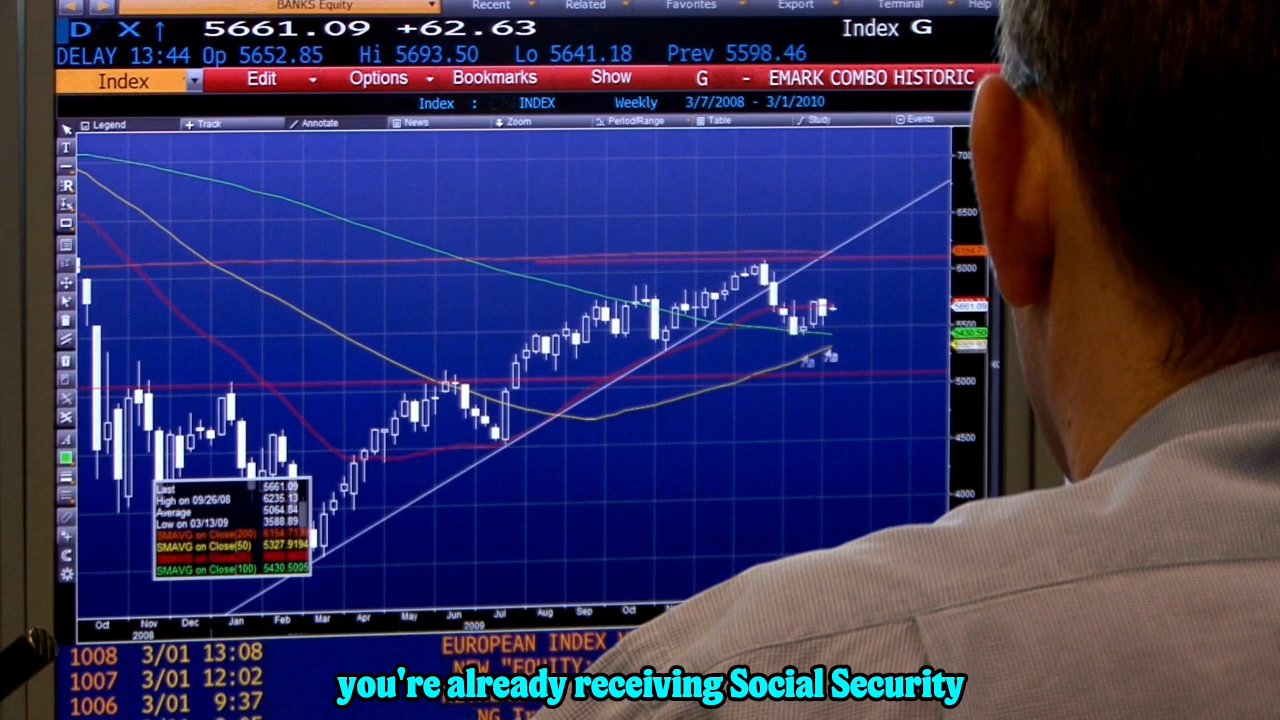 BANKS Equity Recent Related Favorites Export Terminal Help
D X ↑ 5661.09 +62.63 Index G
DELAY 13:44 Op 5652.85 Hi 5693.50 Lo 5641.18 Prev 5598.46
Index Edit Options Bookmarks Show G - EMARK COMBO HISTORIC
Index : INDEX Weekly 3/7/2008 - 3/1/2010
Legend Track Annotate News Zoom Period/Range Table Study Events
T
R
6500
6000
5661.09
5500
5430.50
5000
4500
4000
Last 5661.09
High on 09/26/08 6235.13
Average 5064.84
Low on 03/13/09 3588.89
SMAVG on Close(200)
SMAVG on Close(50) 5327.9194
SMAVG on Close(100) 5430.5005
Oct Nov Dec Jan Feb Mar Apr May Jun Jul Aug Sep Oct
2008 2009
1008 3/01 13:08 EUROPEAN INDEX
1007 3/01 12:02 NEW "EQUITY:
1006 3/01 9:37
you're already receiving Social Security